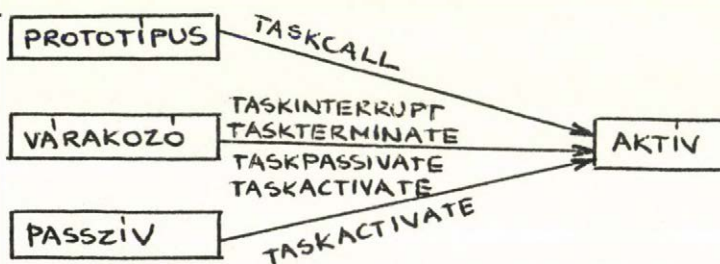 PROTOTÍPUS
TASKCALL
TASKINTERRUPT
TASKTERMINATE
VÁRAKOZÓ
AKTÍV
TASKPASSIVATE
TASKACTIVATE
PASSZÍV
TASKACTIVATE